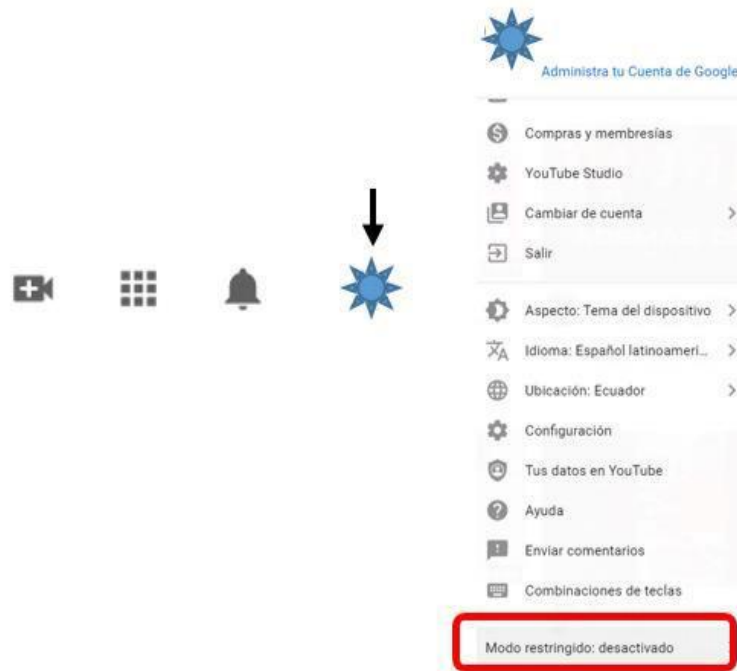 Administra tu Cuenta de Google
Compras y membresías
YouTube Studio
Cambiar de cuenta
Salir
Aspecto: Tema del dispositivo
Idioma: Español latinoameri...
Ubicación: Ecuador
Configuración
Tus datos en YouTube
Ayuda
Enviar comentarios
Combinaciones de teclas
Modo restringido: desactivado